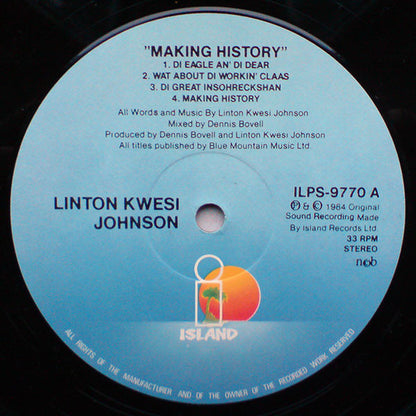 "MAKING HISTORY"
1. DI EAGLE AN' DI DEAR
2. WAT ABOUT DI WORKIN' CLAAS
3. DI GREAT INSOHRECKSHAN
4. MAKING HISTORY
All Words and Music By Linton Kwesi Johnson
Mixed by Dennis Bovell
Produced by Dennis Bovell and Linton Kwesi Johnson
All titles published by Blue Mountain Music Ltd.
LINTON KWESI
JOHNSON
ILPS-9770 A
Ⓟ & © 1984 Original
Sound Recording Made
By Island Records Ltd.
33 RPM
STEREO
ncb
ISLAND
ALL RIGHTS OF THE MANUFACTURER AND OF THE OWNER OF THE RECORDED WORK RESERVED